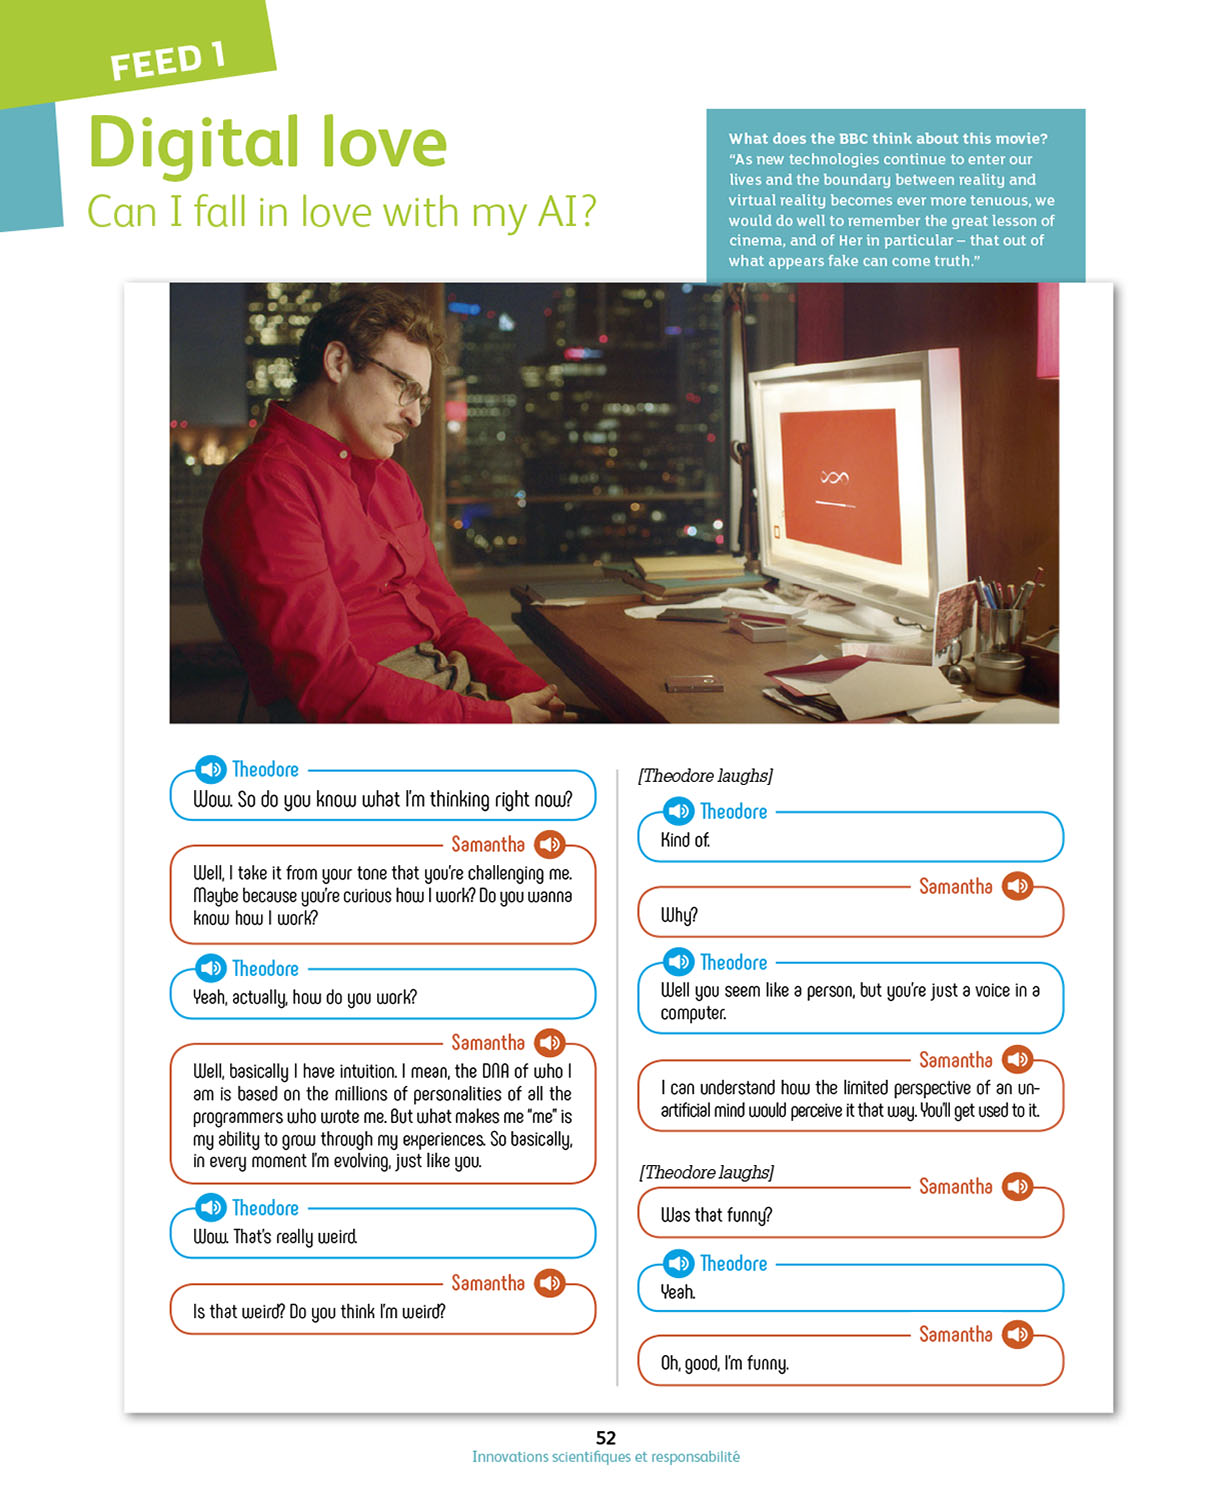 FEED 1
Digital love
Can I fall in love with my AI?
What does the BBC think about this movie?
“As new technologies continue to enter our
lives and the boundary between reality and
virtual reality becomes ever more tenuous, we
would do well to remember the great lesson of
cinema, and of Her in particular – that out of
what appears fake can come truth.”
Theodore
Wow. So do you know what I'm thinking right now?
Samantha
Well, I take it from your tone that you're challenging me.
Maybe because you're curious how I work? Do you wanna
know how I work?
Theodore
Yeah, actually, how do you work?
Samantha
Well, basically I have intuition. I mean, the DNA of who I
am is based on the millions of personalities of all the
programmers who wrote me. But what makes me “me” is
my ability to grow through my experiences. So basically,
in every moment I'm evolving, just like you.
Theodore
Wow. That's really weird.
Samantha
Is that weird? Do you think I'm weird?
[Theodore laughs]
Theodore
Kind of.
Samantha
Why?
Theodore
Well you seem like a person, but you're just a voice in a
computer.
Samantha
I can understand how the limited perspective of an un-
artificial mind would perceive it that way. You'll get used to it.
[Theodore laughs]
Samantha
Was that funny?
Theodore
Yeah.
Samantha
Oh, good, I'm funny.
52
Innovations scientifiques et responsabilité